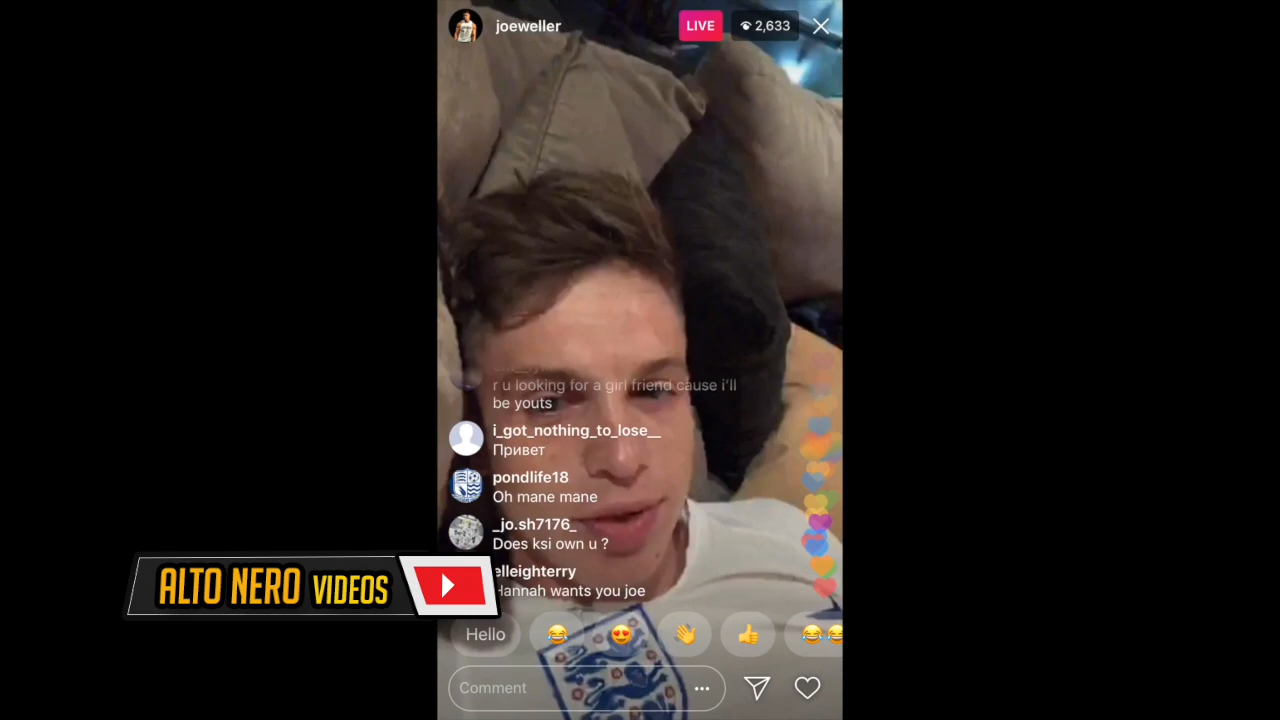 joeweller
LIVE
2,633
r u looking for a girl friend cause i'll
be youts
i_got_nothing_to_lose__
Привет
pondlife18
Oh mane mane
_jo.sh7176_
Does ksi own u ?
elleighterry
Hannah wants you joe
ALTO NERO VIDEOS
Hello
Comment